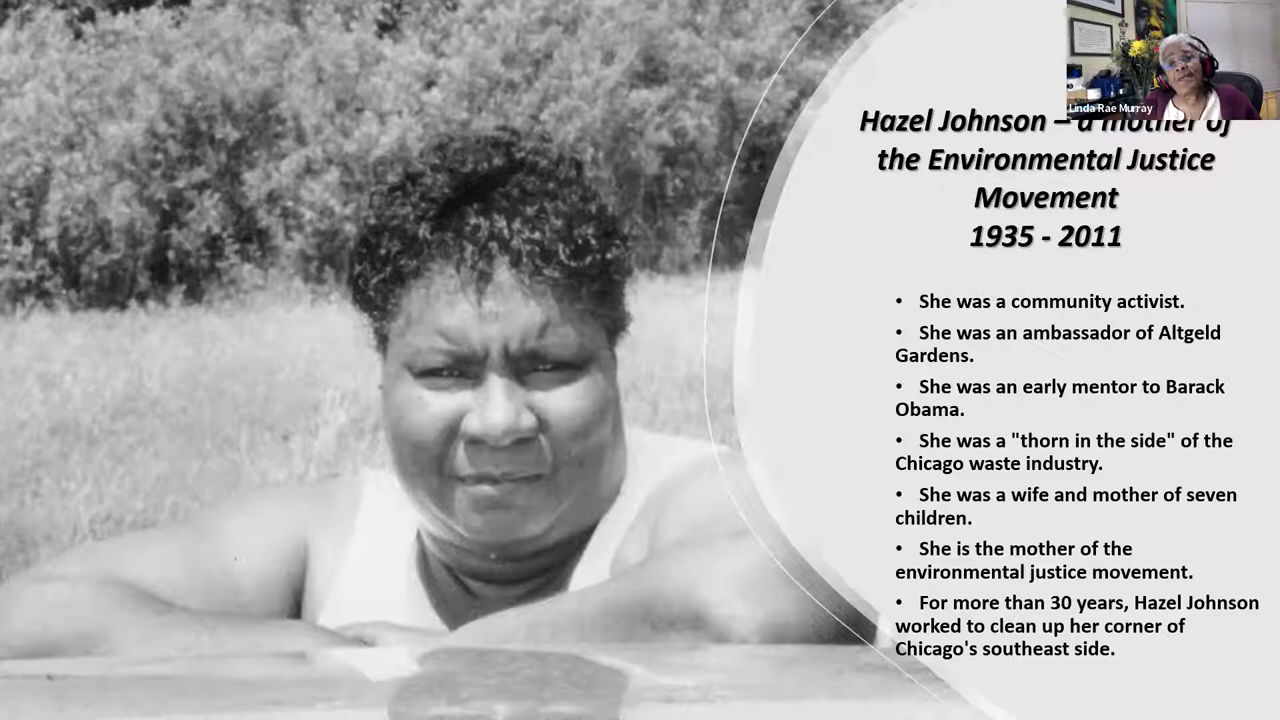 Linda Rae Murray
Hazel Johnson – a mother of
the Environmental Justice
Movement
1935 - 2011
• She was a community activist.
• She was an ambassador of Altgeld
Gardens.
• She was an early mentor to Barack
Obama.
• She was a "thorn in the side" of the
Chicago waste industry.
• She was a wife and mother of seven
children.
• She is the mother of the
environmental justice movement.
• For more than 30 years, Hazel Johnson
worked to clean up her corner of
Chicago's southeast side.